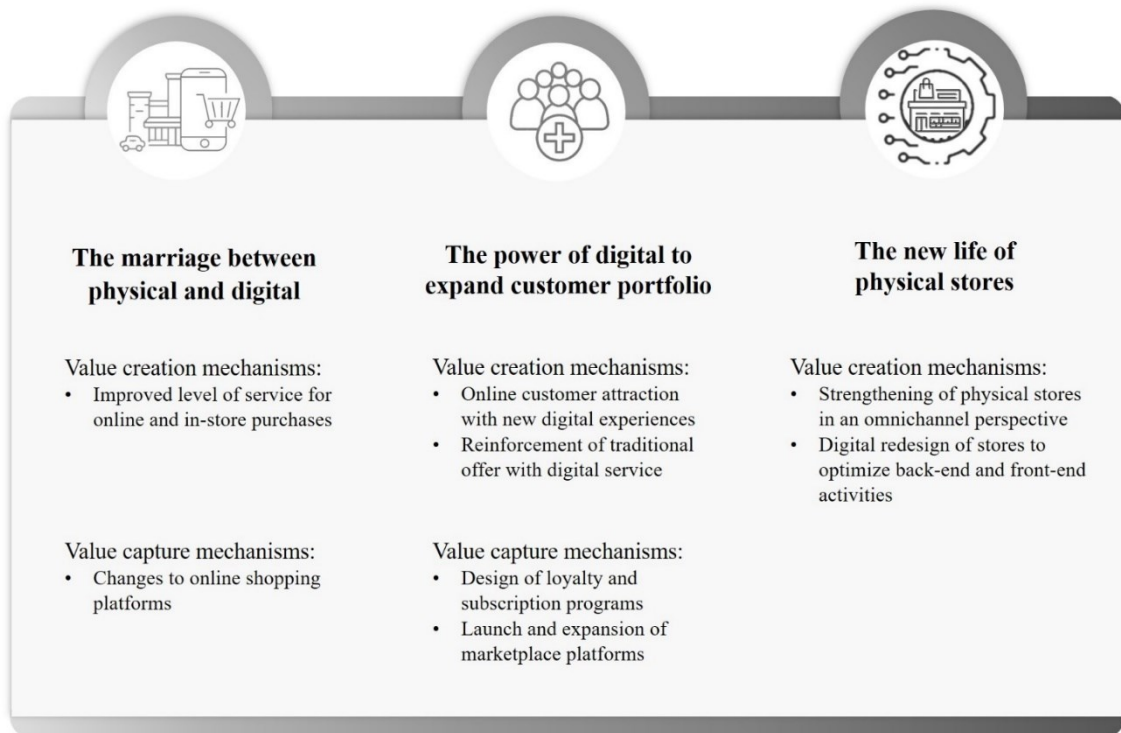 The marriage between
physical and digital
Value creation mechanisms:
• Improved level of service for
online and in-store purchases
Value capture mechanisms:
• Changes to online shopping
platforms
The power of digital to
expand customer portfolio
Value creation mechanisms:
• Online customer attraction
with new digital experiences
• Reinforcement of traditional
offer with digital service
Value capture mechanisms:
• Design of loyalty and
subscription programs
• Launch and expansion of
marketplace platforms
The new life of
physical stores
Value creation mechanisms:
• Strengthening of physical stores
in an omnichannel perspective
• Digital redesign of stores to
optimize back-end and front-end
activities